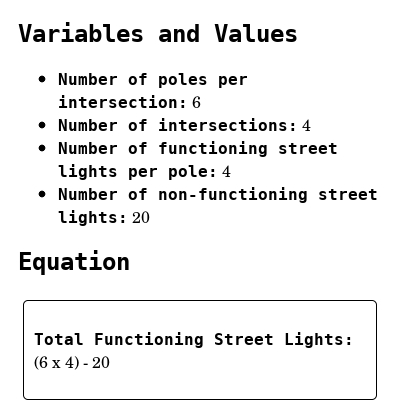 Variables and Values
• Number of poles per
intersection: 6
• Number of intersections: 4
• Number of functioning street
lights per pole: 4
• Number of non-functioning street
lights: 20
Equation
Total Functioning Street Lights:
(6 x 4) - 20